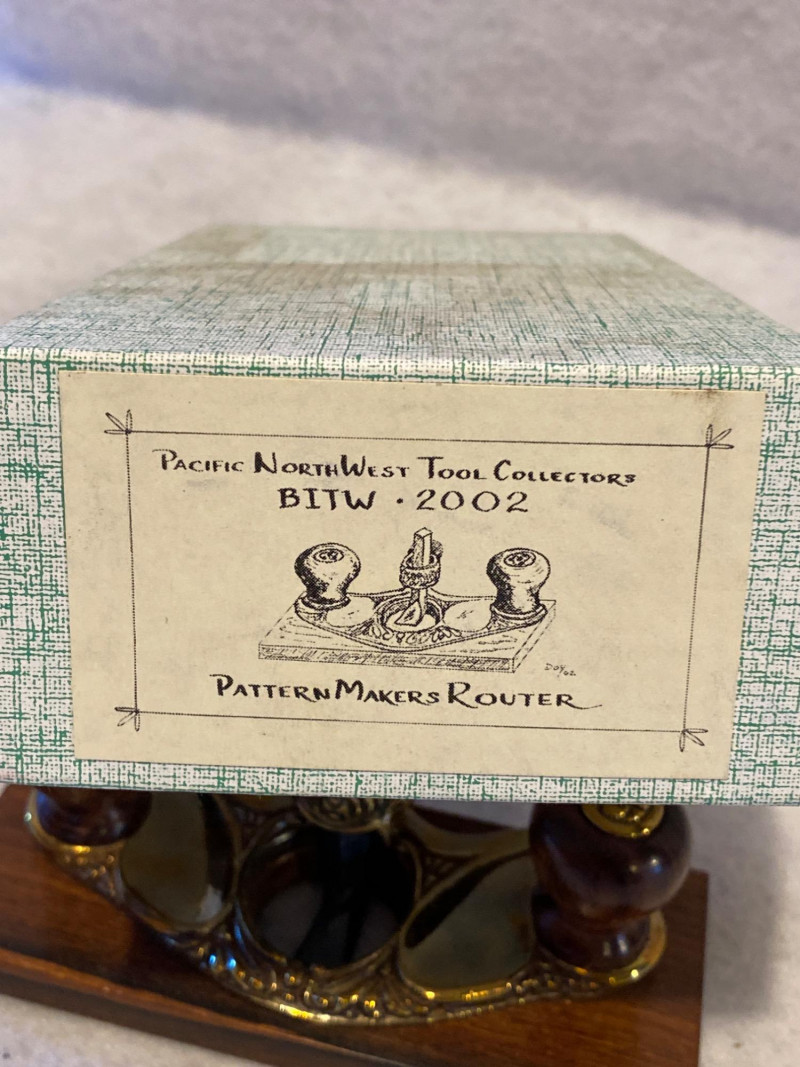 Pacific NorthWest Tool Collectors
BITW · 2002
PatternMakers Router